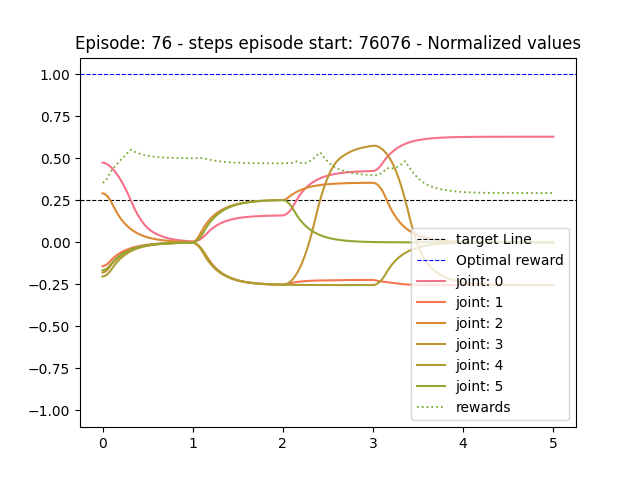 Episode: 76 - steps episode start: 76076 - Normalized values
1.00
0.75
0.50
0.25
0.00
−0.25
−0.50
−0.75
−1.00
target Line
Optimal reward
joint: 0
joint: 1
joint: 2
joint: 3
joint: 4
joint: 5
rewards
0 1 2 3 4 5